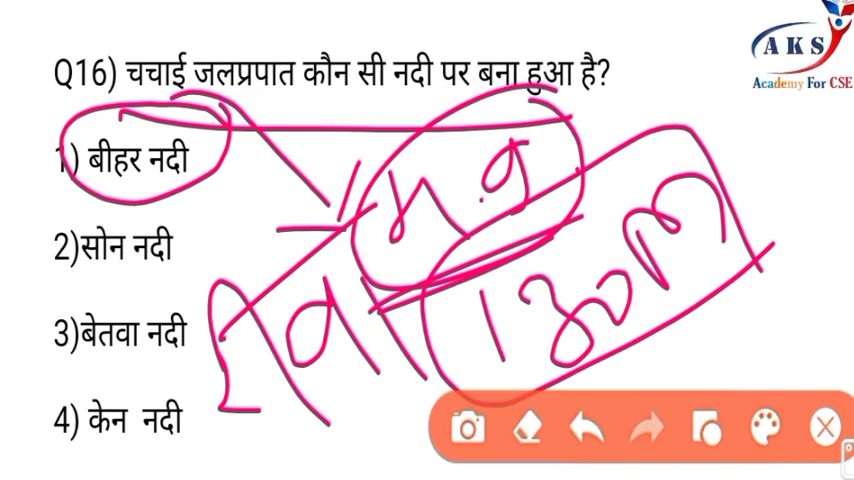 AKS
Academy For CSE
Q16) चचाई जलप्रपात कौन सी नदी पर बना हुआ है?
1) बीहर नदी
म.प्र
2)सोन नदी
रीवा
130 m
3)बेतवा नदी
4) केन नदी